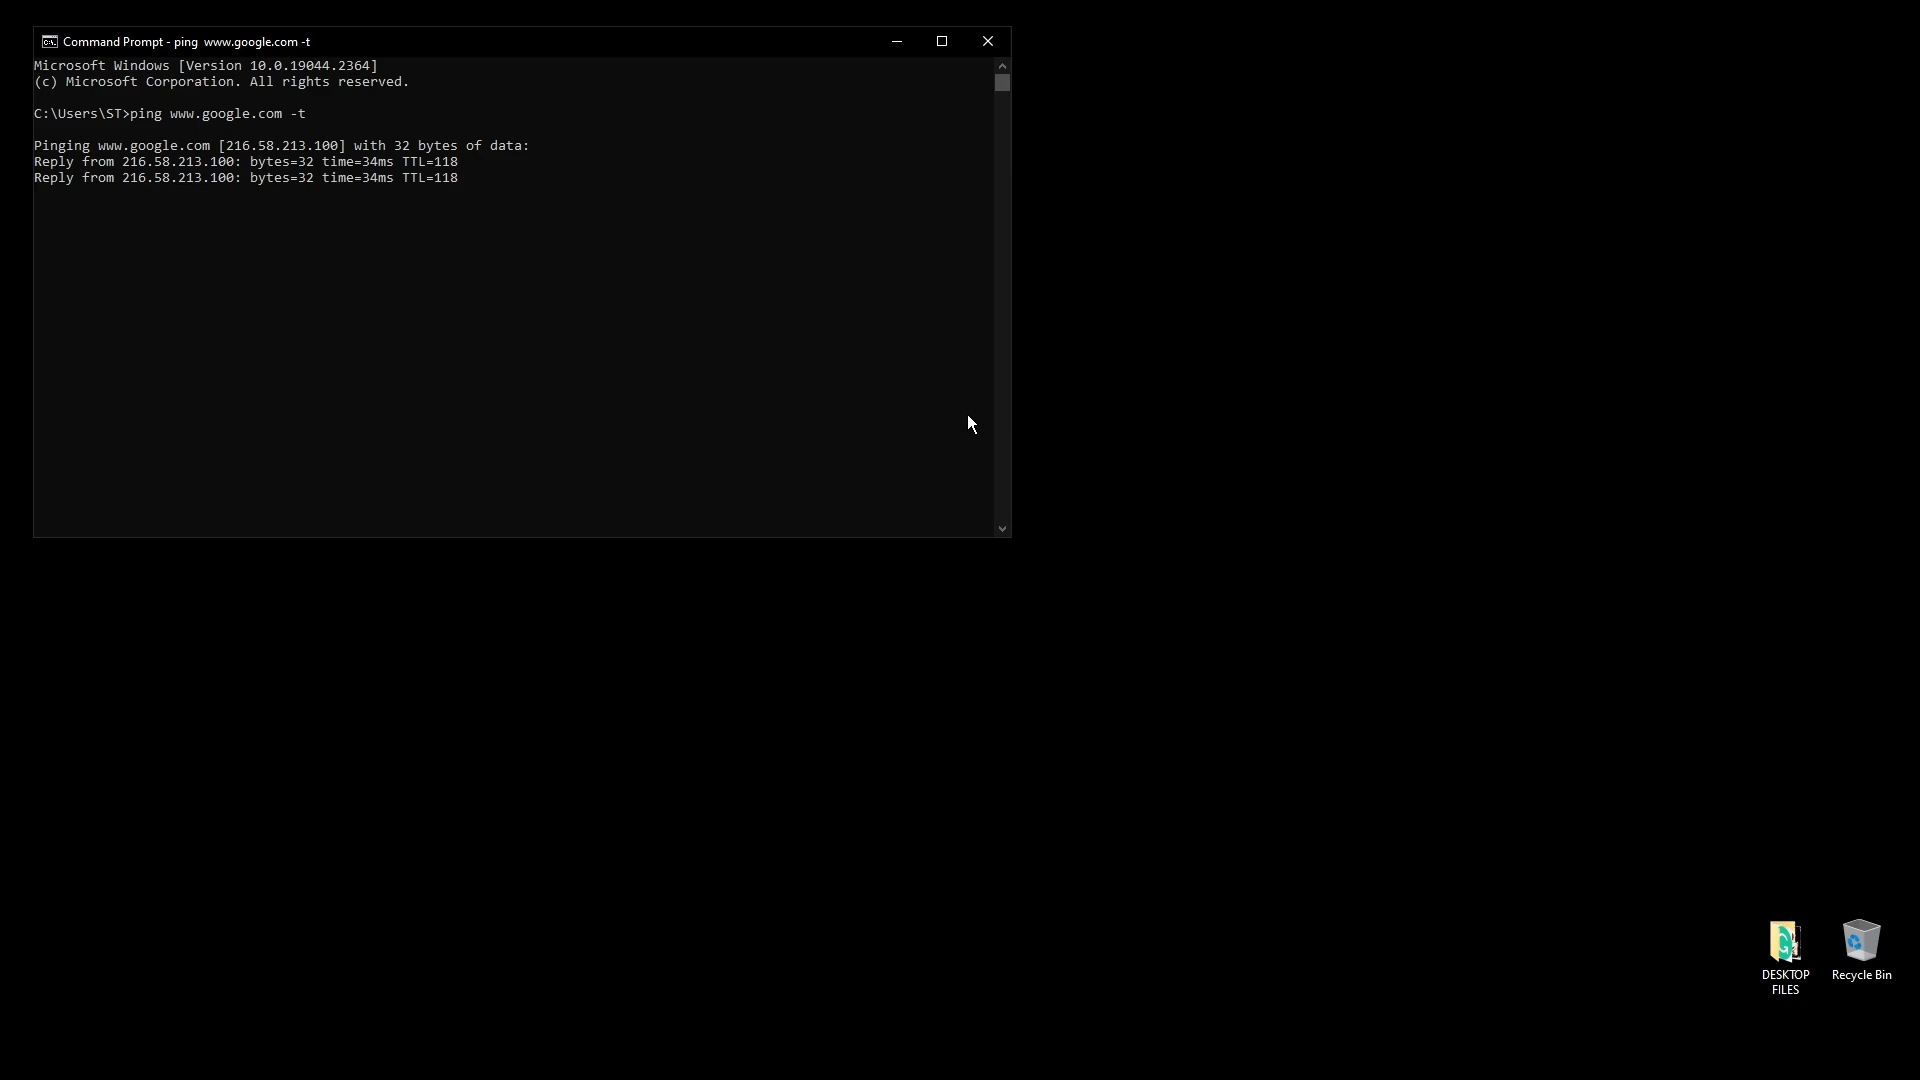 Command Prompt - ping  www.google.com -t
Microsoft Windows [Version 10.0.19044.2364]
(c) Microsoft Corporation. All rights reserved.
C:\Users\ST>ping www.google.com -t
Pinging www.google.com [216.58.213.100] with 32 bytes of data:
Reply from 216.58.213.100: bytes=32 time=34ms TTL=118
Reply from 216.58.213.100: bytes=32 time=34ms TTL=118
DESKTOP
FILES
Recycle Bin